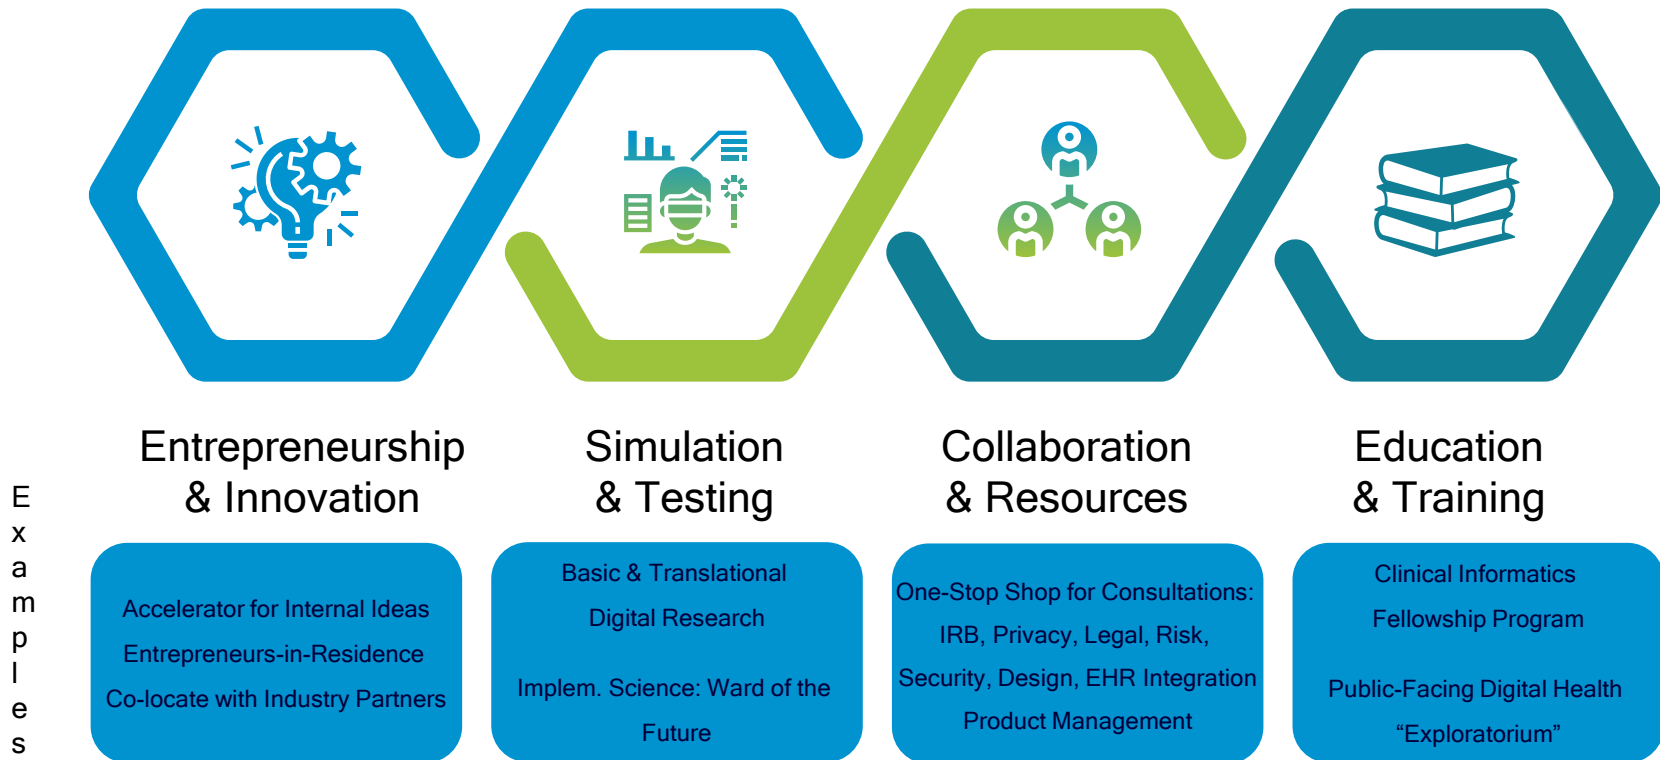 Entrepreneurship
& Innovation
Simulation
& Testing
Collaboration
& Resources
Education
& Training
Examples
Accelerator for Internal Ideas
Entrepreneurs-in-Residence
Co-locate with Industry Partners
Basic & Translational
Digital Research
Implem. Science: Ward of the
Future
One-Stop Shop for Consultations:
IRB, Privacy, Legal, Risk,
Security, Design, EHR Integration
Product Management
Clinical Informatics
Fellowship Program
Public-Facing Digital Health
“Exploratorium”